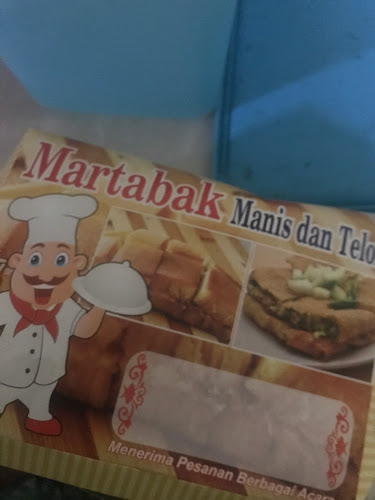 Martabak Manis dan Telo
Menerima Pesanan Berbagai Acara